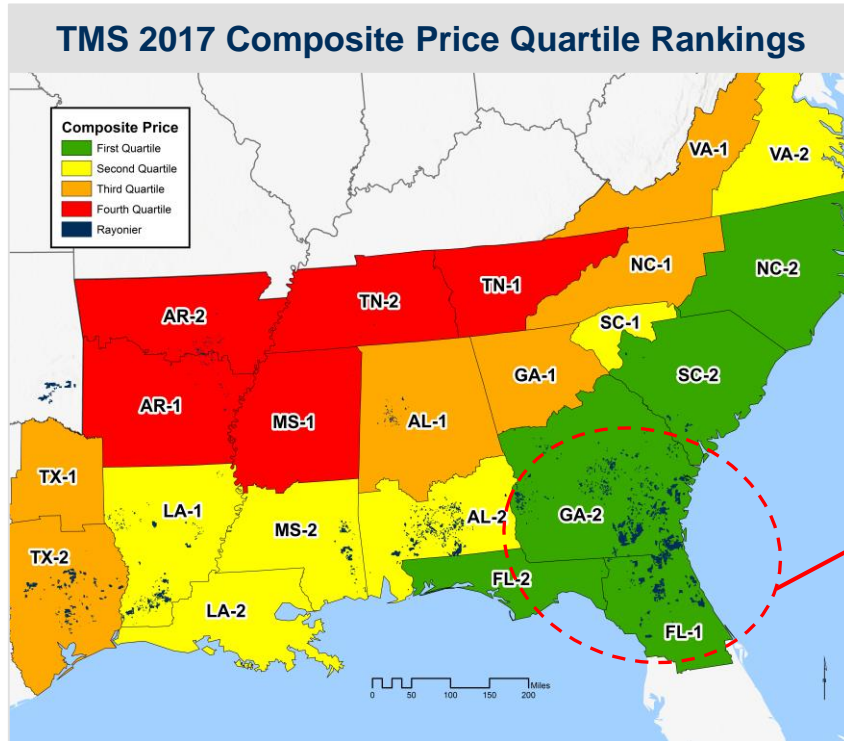 TMS 2017 Composite Price Quartile Rankings
Composite Price
First Quartile
Second Quartile
Third Quartile
Fourth Quartile
Rayonier
VA-1
VA-2
NC-1
NC-2
TN-1
TN-2
AR-2
SC-1
SC-2
GA-1
AR-1
MS-1
AL-1
TX-1
LA-1
MS-2
AL-2
GA-2
TX-2
LA-2
FL-2
FL-1
Miles
0 50 100 150 200